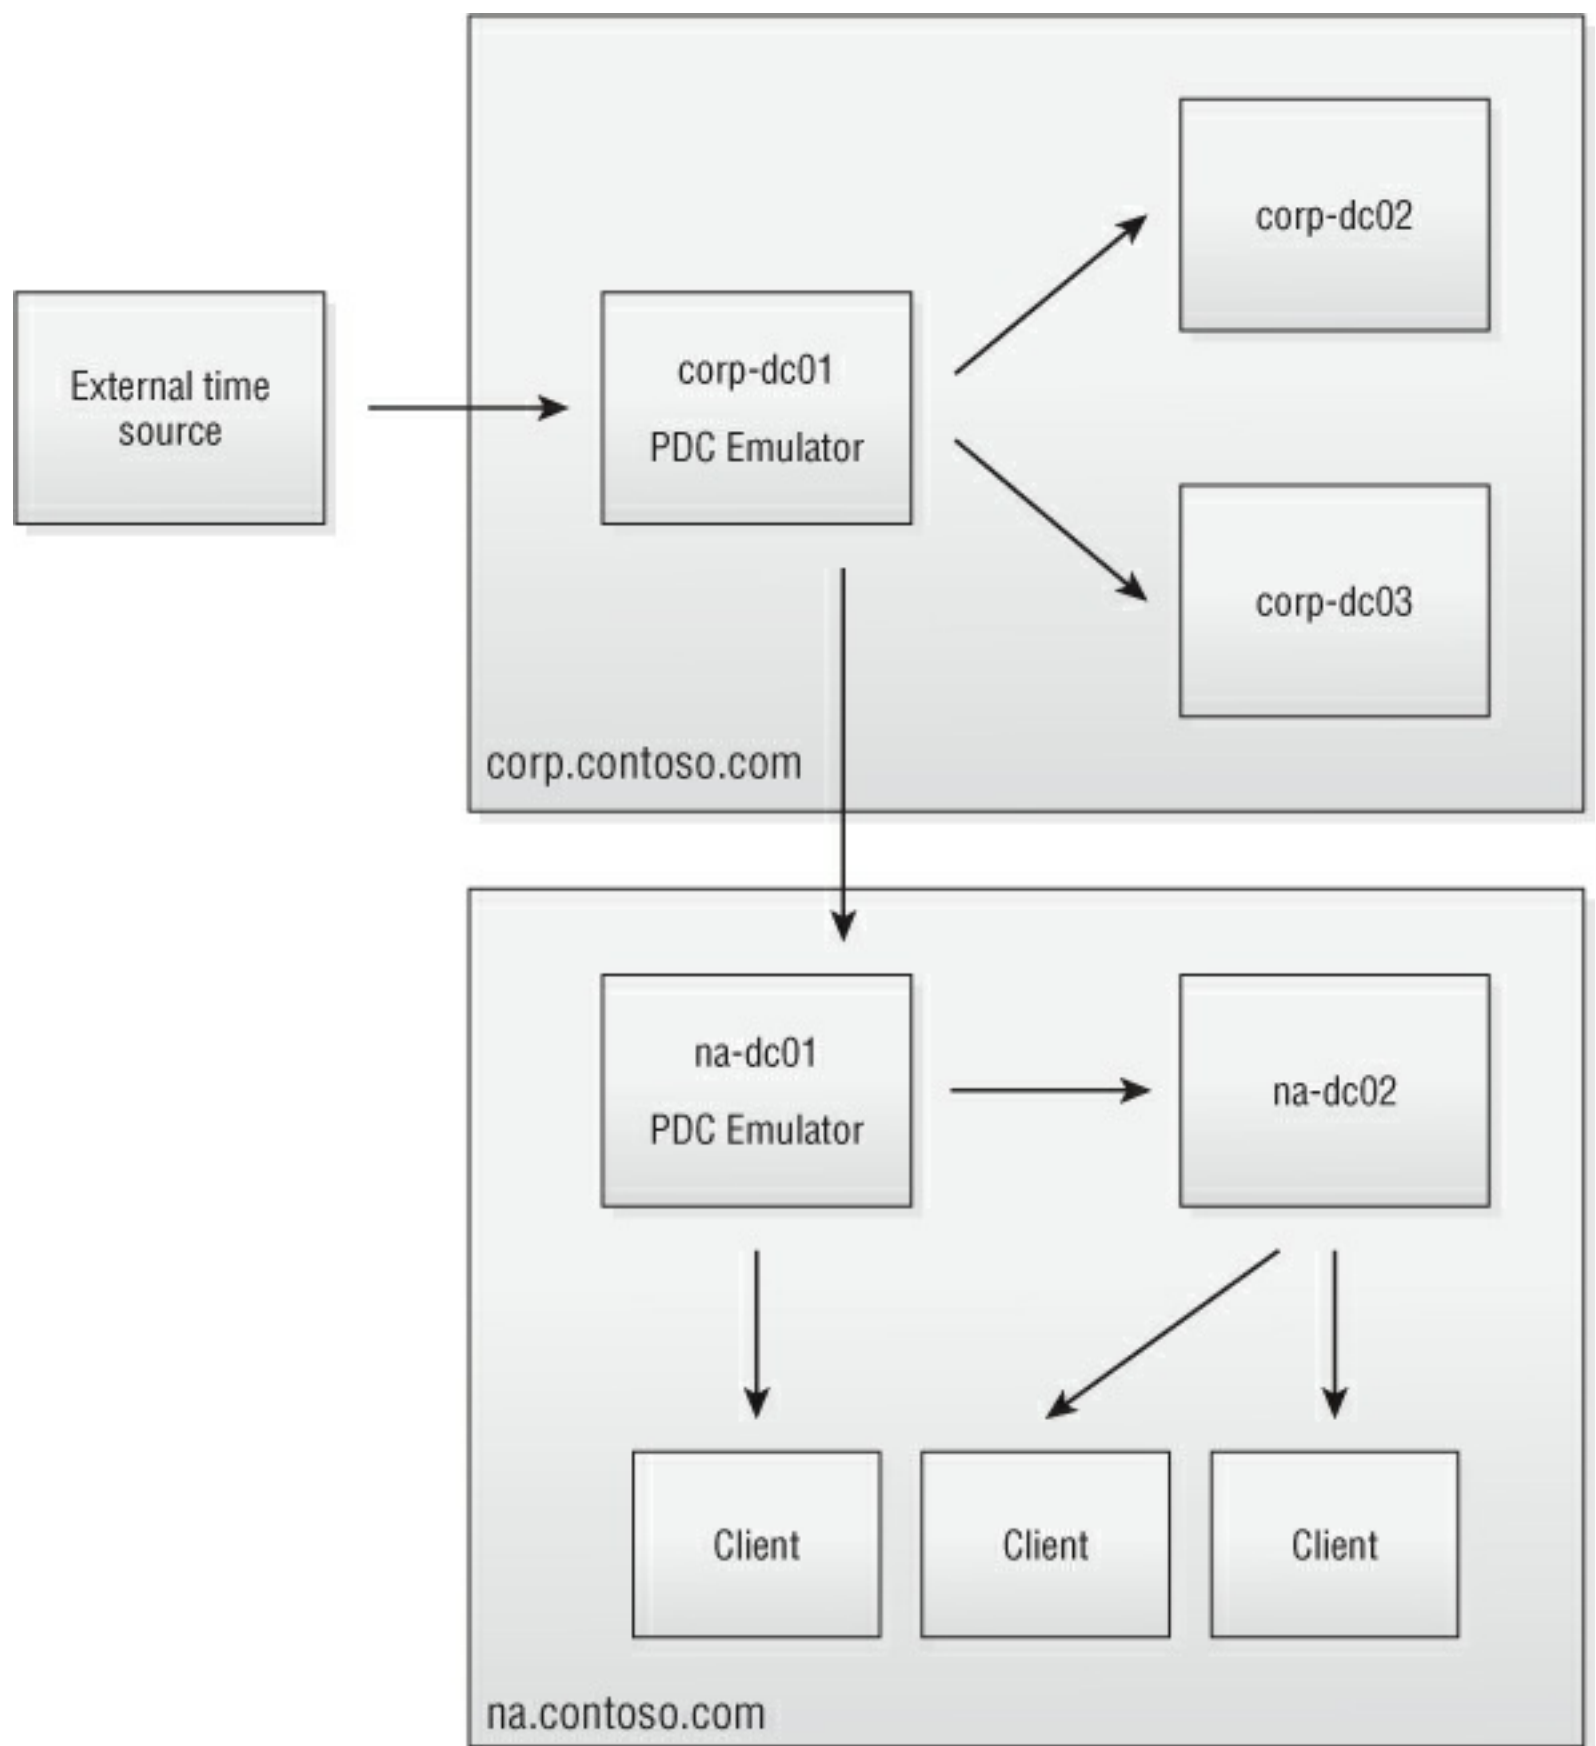 External time
source
corp-dc01
PDC Emulator
corp-dc02
corp-dc03
corp.contoso.com
na-dc01
PDC Emulator
na-dc02
Client
Client
Client
na.contoso.com